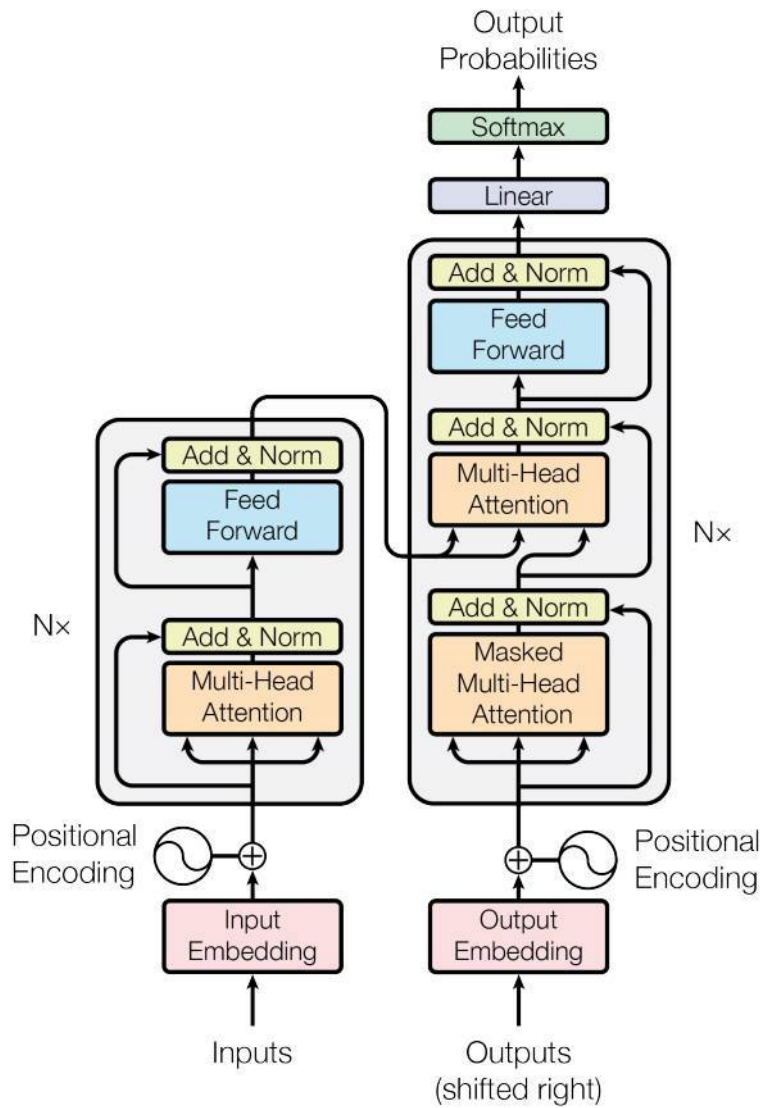 Output
Probabilities
Softmax
Linear
Add & Norm
Feed
Forward
Add & Norm
Multi-Head
Attention
Add & Norm
Masked
Multi-Head
Attention
N×
Add & Norm
Feed
Forward
Add & Norm
Multi-Head
Attention
N×
Positional
Encoding
Positional
Encoding
Input
Embedding
Output
Embedding
Inputs
Outputs
(shifted right)